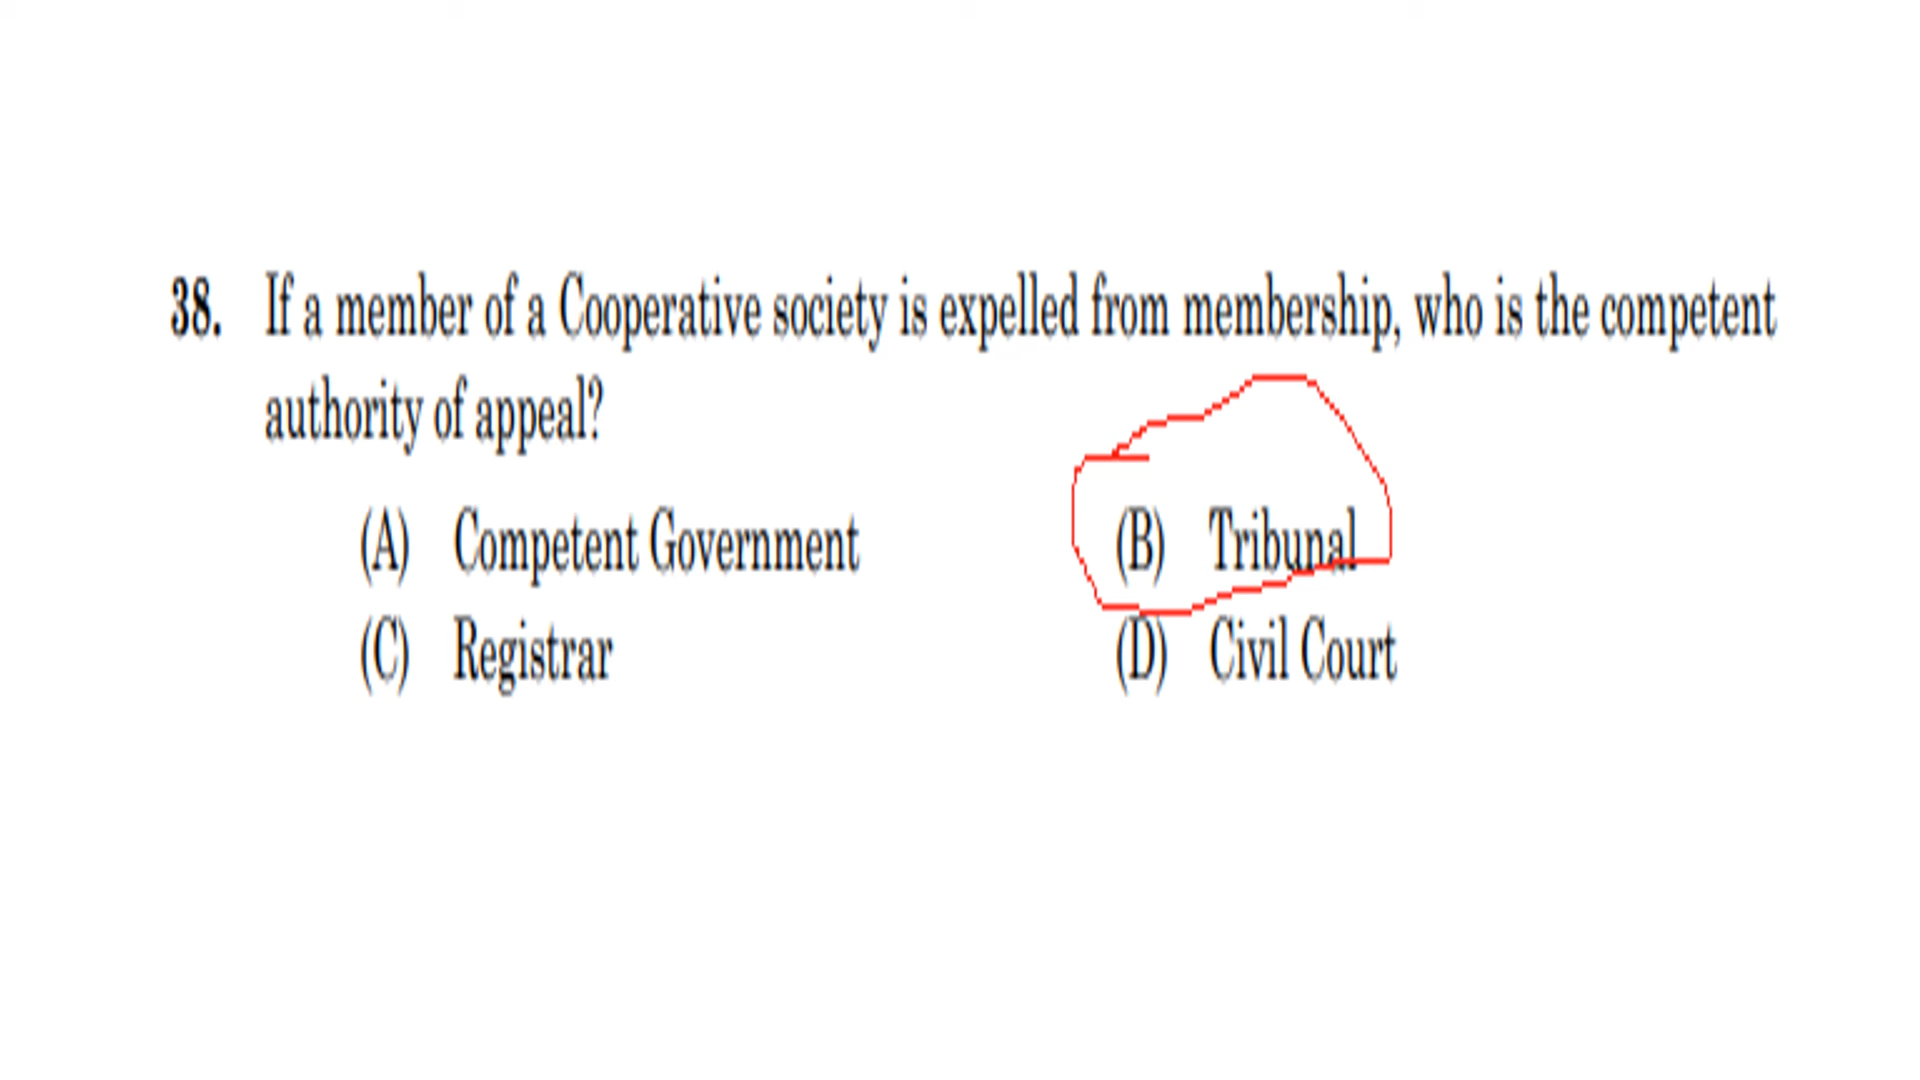 38. If a member of a Cooperative society is expelled from membership, who is the competent
authority of appeal?
(A) Competent Government (B) Tribunal
(C) Registrar (D) Civil Court